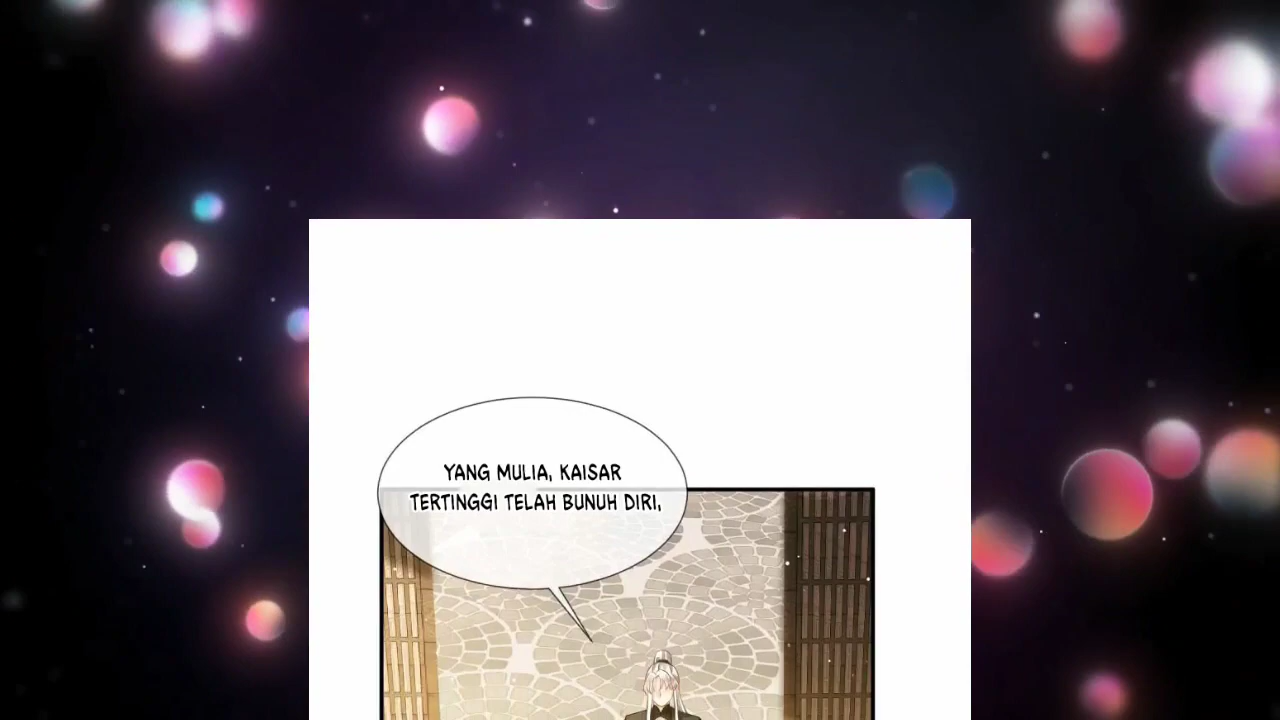 YANG MULIA, KAISAR
TERTINGGI TELAH BUNUH DIRI,